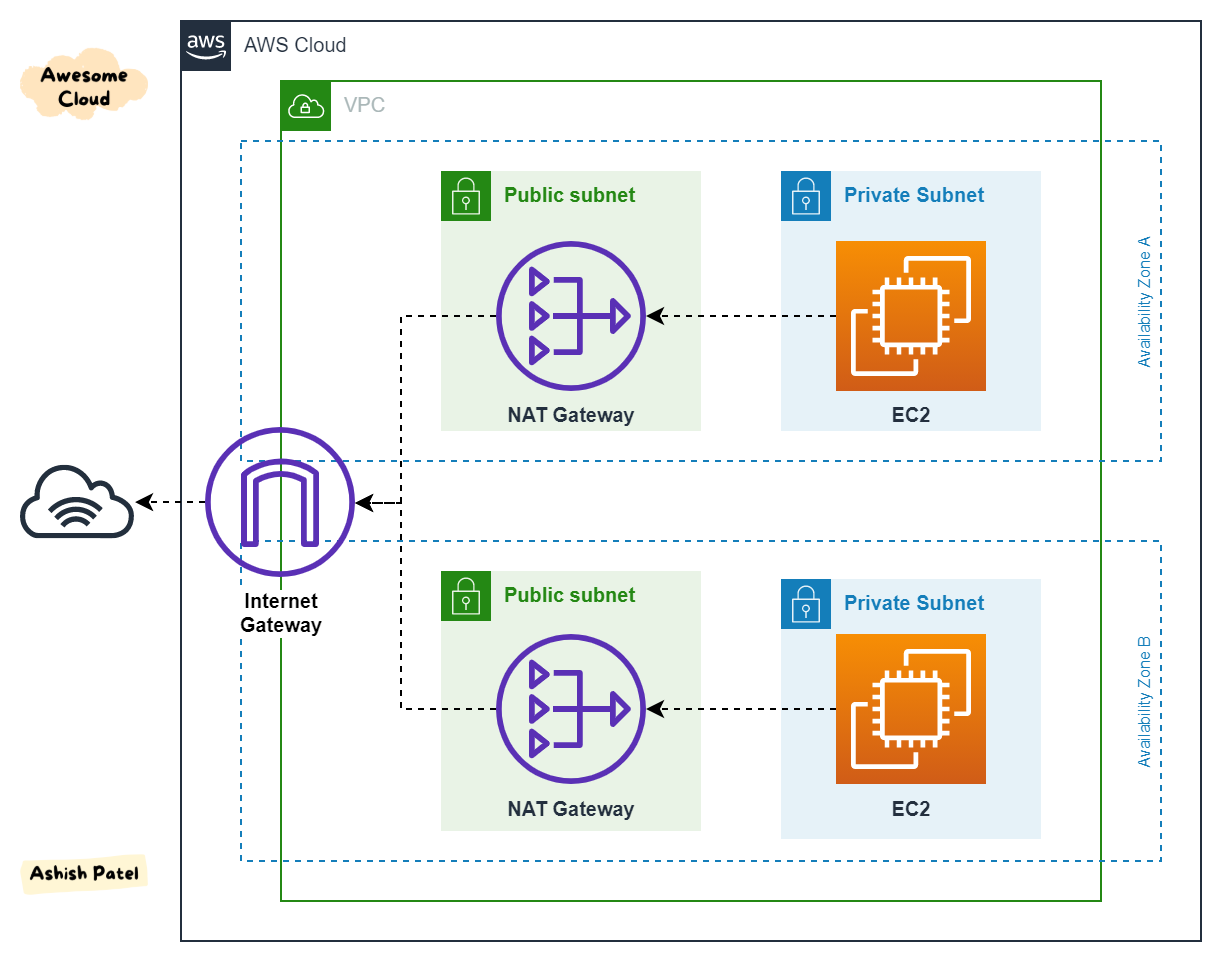 aws
AWS Cloud
Awesome
Cloud
VPC
Public subnet
Private Subnet
Availability Zone A
NAT Gateway
EC2
Internet
Gateway
Public subnet
Private Subnet
Availability Zone B
NAT Gateway
EC2
Ashish Patel